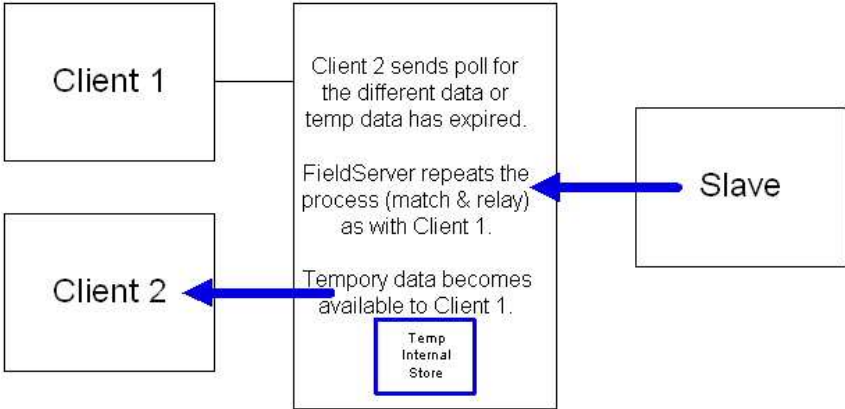 Client 1
Client 2 sends poll for
the different data or
temp data has expired.
FieldServer repeats the
process (match & relay)
as with Client 1.
Slave
Client 2
Tempory data becomes
available to Client 1.
Temp
Internal
Store